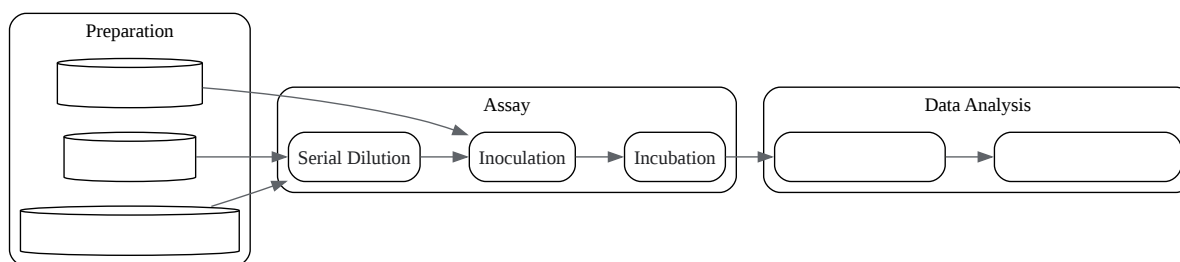 Preparation
Assay
Data Analysis
Serial Dilution
Inoculation
Incubation